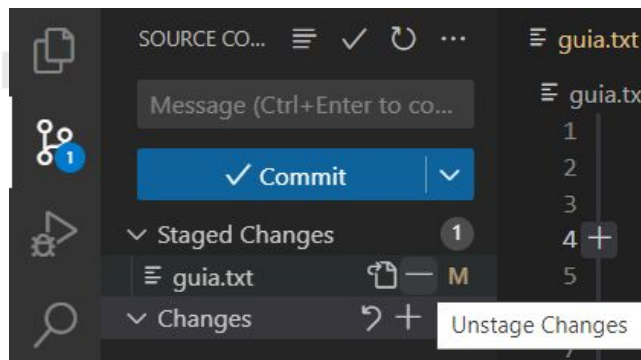 SOURCE CO...
guia.txt
Message (Ctrl+Enter to co...
guia.tx
1
1
2
Commit
3
Staged Changes
1
4
guia.txt
M
5
Changes
Unstage Changes